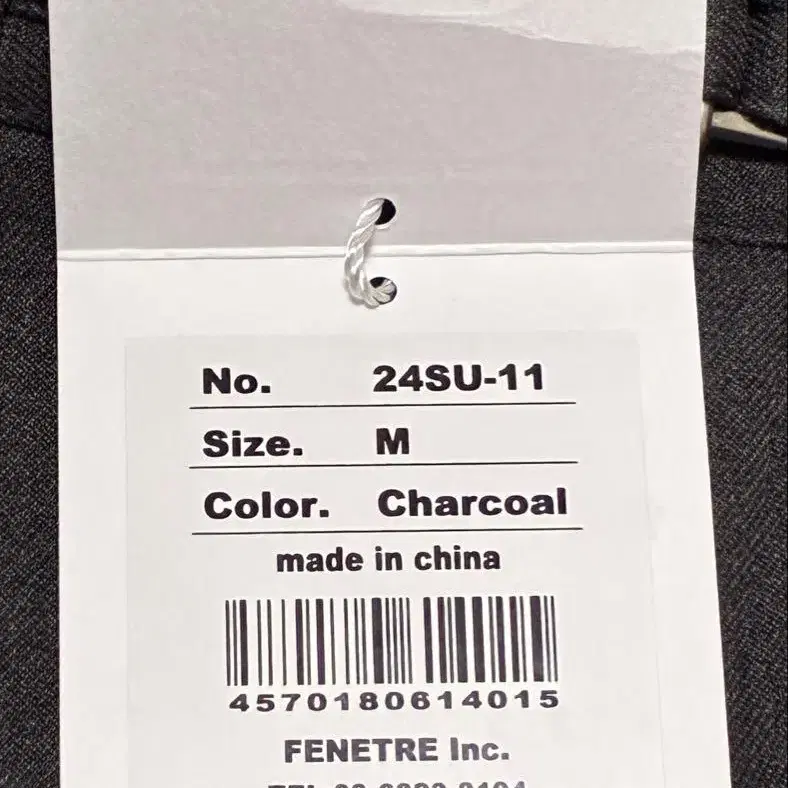 No. 24SU-11
Size. M
Color. Charcoal
made in china
4570180614015
FENETRE Inc.